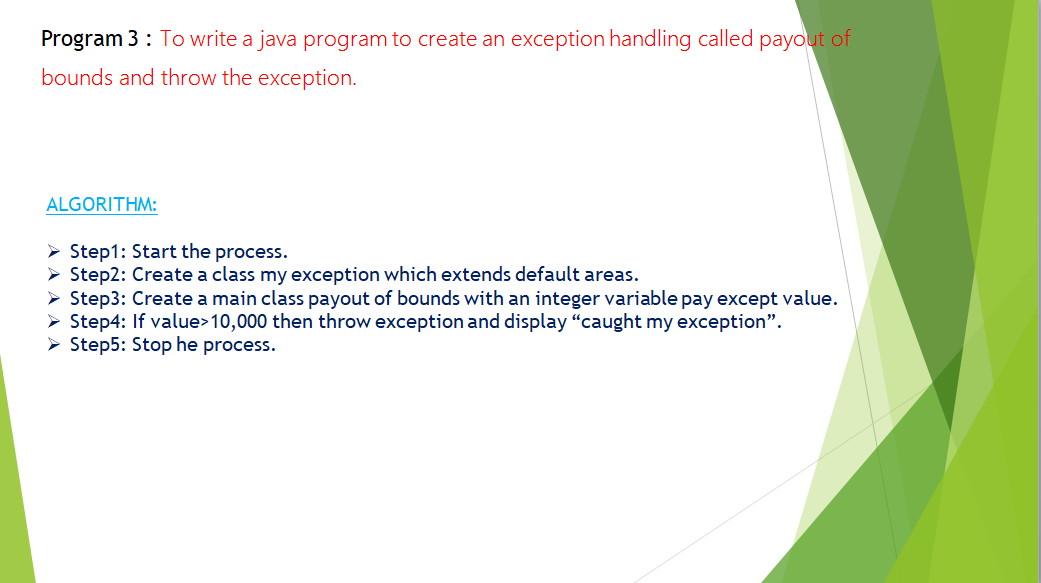 Program 3 : To write a java program to create an exception handling called payout of
bounds and throw the exception.
ALGORITHM:
➢ Step1: Start the process.
➢ Step2: Create a class my exception which extends default areas.
➢ Step3: Create a main class payout of bounds with an integer variable pay except value.
➢ Step4: If value>10,000 then throw exception and display “caught my exception”.
➢ Step5: Stop he process.